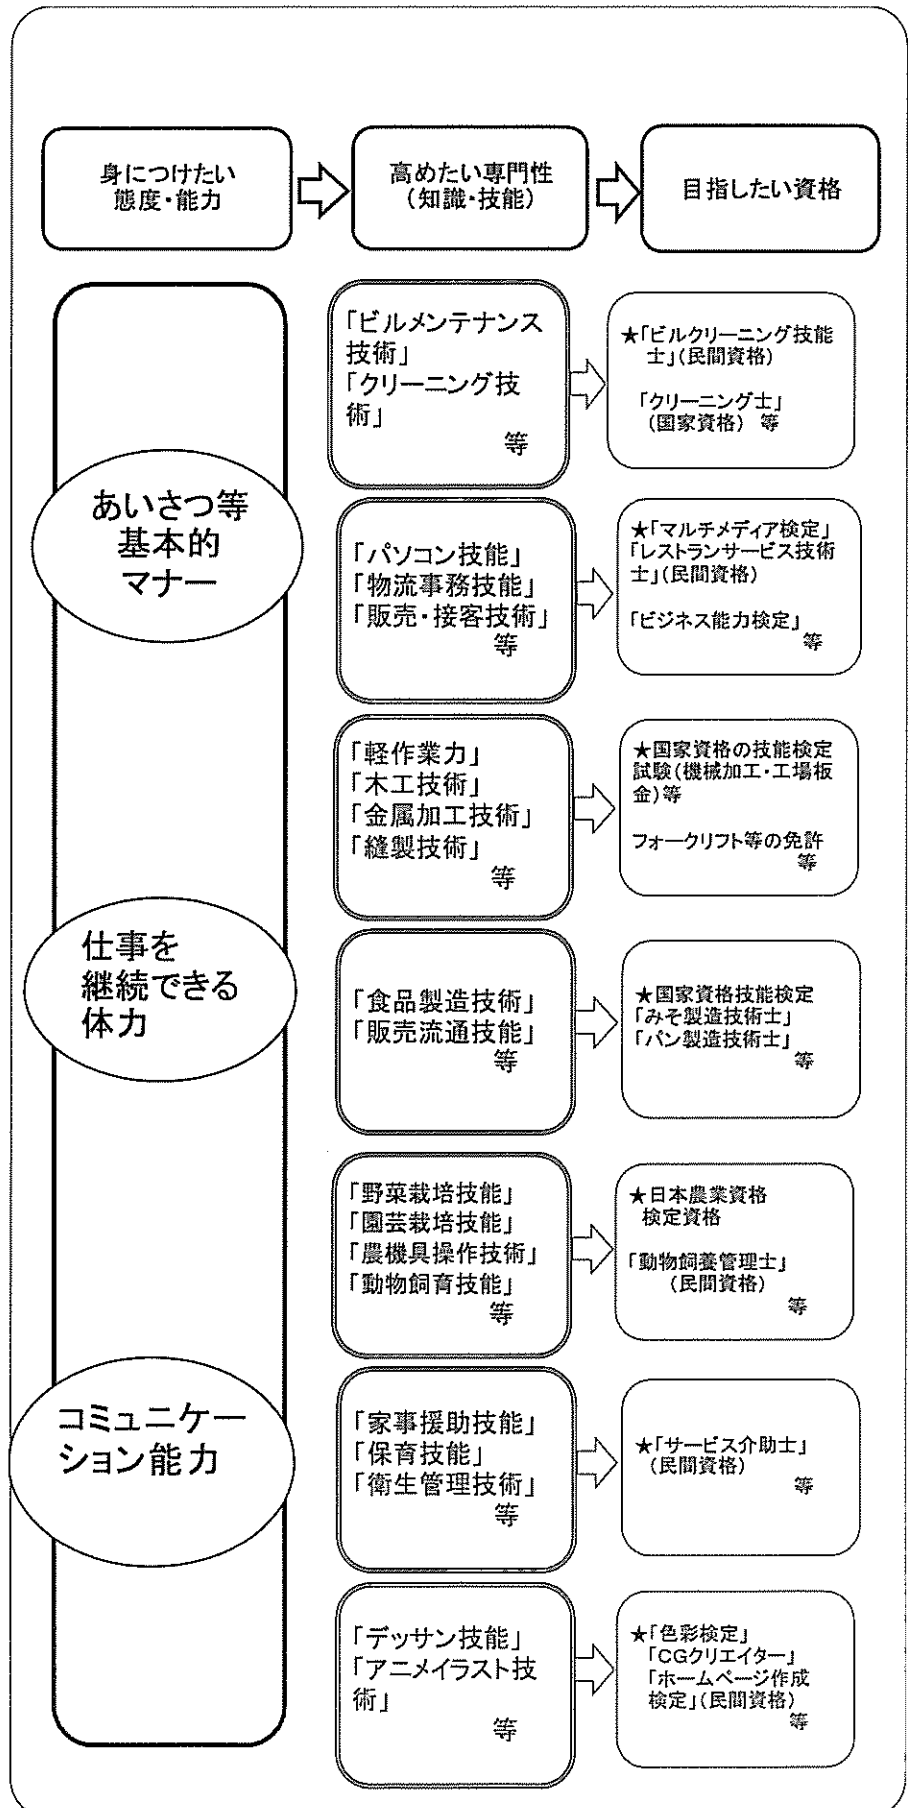 身につけたい
態度・能力
高めたい専門性
(知識・技能)
目指したい資格
あいさつ等
基本的
マナー
仕事を
継続できる
体力
コミュニケー
ション能力
「ビルメンテナンス
技術」
「クリーニング技
術」
等
★「ビルクリーニング技能
士」(民間資格)
「クリーニング士」
(国家資格) 等
「パソコン技能」
「物流事務技能」
「販売・接客技術」
等
★「マルチメディア検定」
「レストランサービス技術
士」(民間資格)
「ビジネス能力検定」
等
「軽作業力」
「木工技術」
「金属加工技術」
「縫製技術」
等
★国家資格の技能検定
試験(機械加工・工場板
金)等
フォークリフト等の免許
等
「食品製造技術」
「販売流通技能」
等
★国家資格技能検定
「みそ製造技術士」
「パン製造技術士」
等
「野菜栽培技能」
「園芸栽培技能」
「農機具操作技術」
「動物飼育技能」
等
★日本農業資格
検定資格
「動物飼養管理士」
(民間資格)
等
「家事援助技能」
「保育技能」
「衛生管理技術」
等
★「サービス介助士」
(民間資格)
等
「デッサン技能」
「アニメイラスト技
術」
等
★「色彩検定」
「CGクリエイター」
「ホームページ作成
検定」(民間資格)
等